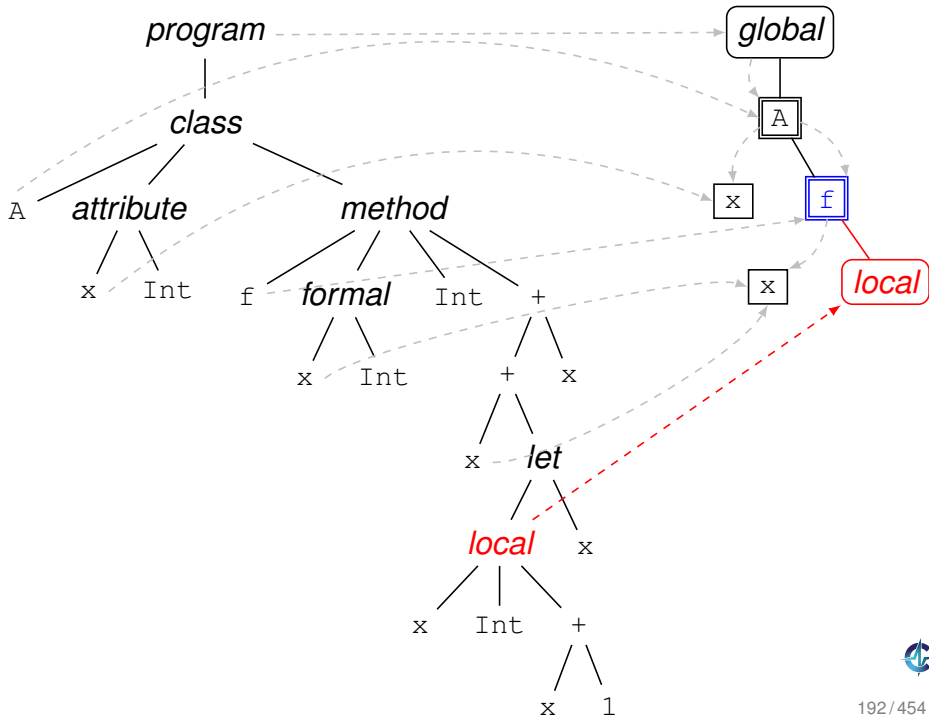 program global
class A
A attribute method x f
x Int f formal Int + x local
x Int + x
x let
local x
x Int +
x 1
192/454